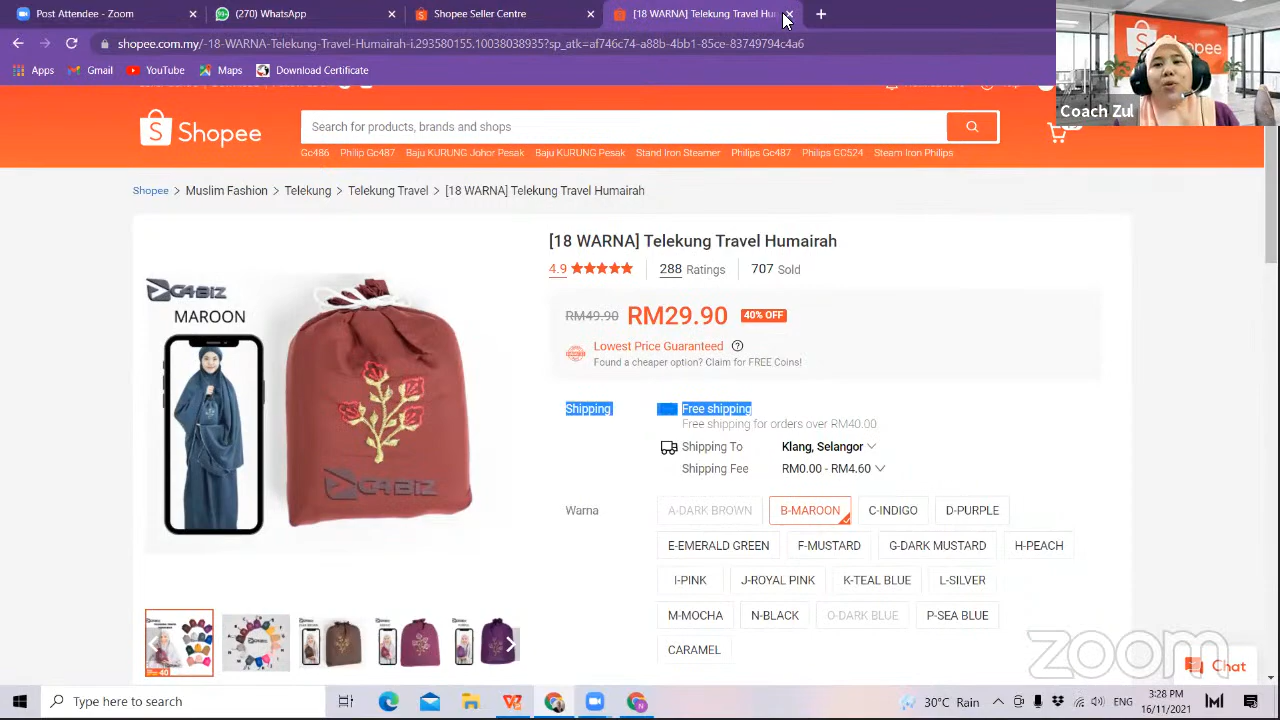 Post Attendees - Zoom
(270) WhatsApp
Shopee Seller Centre
[18 WARNA] Telekung Travel Hu
shopee.com.my/-18-WARNA-Telekung-Travel-Humairah-i.293580155.10038038935?sp_atk=af746c74-a88b-4bb1-85ce-83749794c4a6
Apps
Gmail
YouTube
Maps
Download Certificate
Shopee
Coach Zul
Shopee
Search for products, brands and shops
Gc486
Philip Gc487
Baju KURUNG Johor Pesak
Baju KURUNG Pesak
Stand Iron Steamer
Philips Gc487
Philips GC524
Steam Iron Philips
Shopee > Muslim Fashion > Telekung > Telekung Travel > [18 WARNA] Telekung Travel Humairah
[18 WARNA] Telekung Travel Humairah
4.9
288 Ratings
707 Sold
RM49.90 RM29.90 40% OFF
Lowest Price Guaranteed
Found a cheaper option? Claim for FREE Coins!
G4BIZ
MAROON
G4BIZ
Shipping
Free shipping
Free shipping for orders over RM40.00
Shipping To
Klang, Selangor
Shipping Fee
RM0.00 - RM4.60
Warna
A-DARK BROWN
B-MAROON
C-INDIGO
D-PURPLE
E-EMERALD GREEN
F-MUSTARD
G-DARK MUSTARD
H-PEACH
I-PINK
J-ROYAL PINK
K-TEAL BLUE
L-SILVER
M-MOCHA
N-BLACK
O-DARK BLUE
P-SEA BLUE
CARAMEL
zoom
Chat
Type here to search
30°C Rain
ENG
3:28 PM
16/11/2021